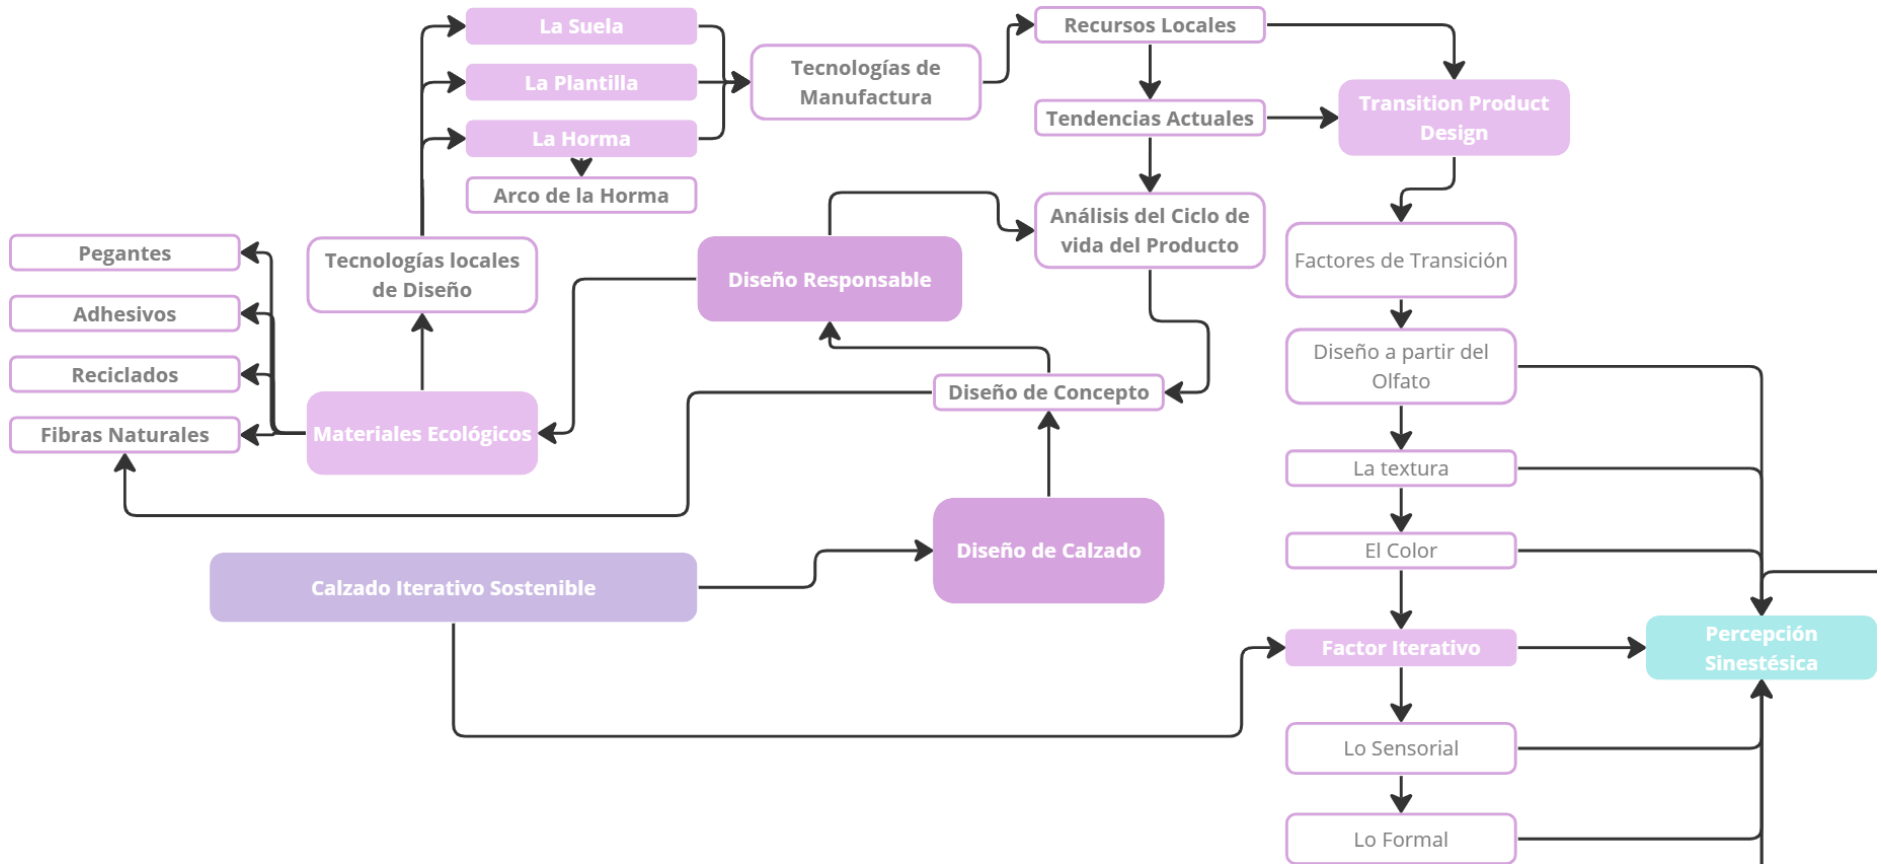 La Suela
La Plantilla
La Horma
Arco de la Horma
Tecnologías de
Manufactura
Recursos Locales
Tendencias Actuales
Transition Product
Design
Análisis del Ciclo de
vida del Producto
Factores de Transición
Pegantes
Adhesivos
Reciclados
Fibras Naturales
Tecnologías locales
de Diseño
Materiales Ecológicos
Diseño Responsable
Diseño de Concepto
Diseño de Calzado
Calzado Iterativo Sostenible
Diseño a partir del
Olfato
La textura
El Color
Factor Iterativo
Percepción
Sinestésica
Lo Sensorial
Lo Formal